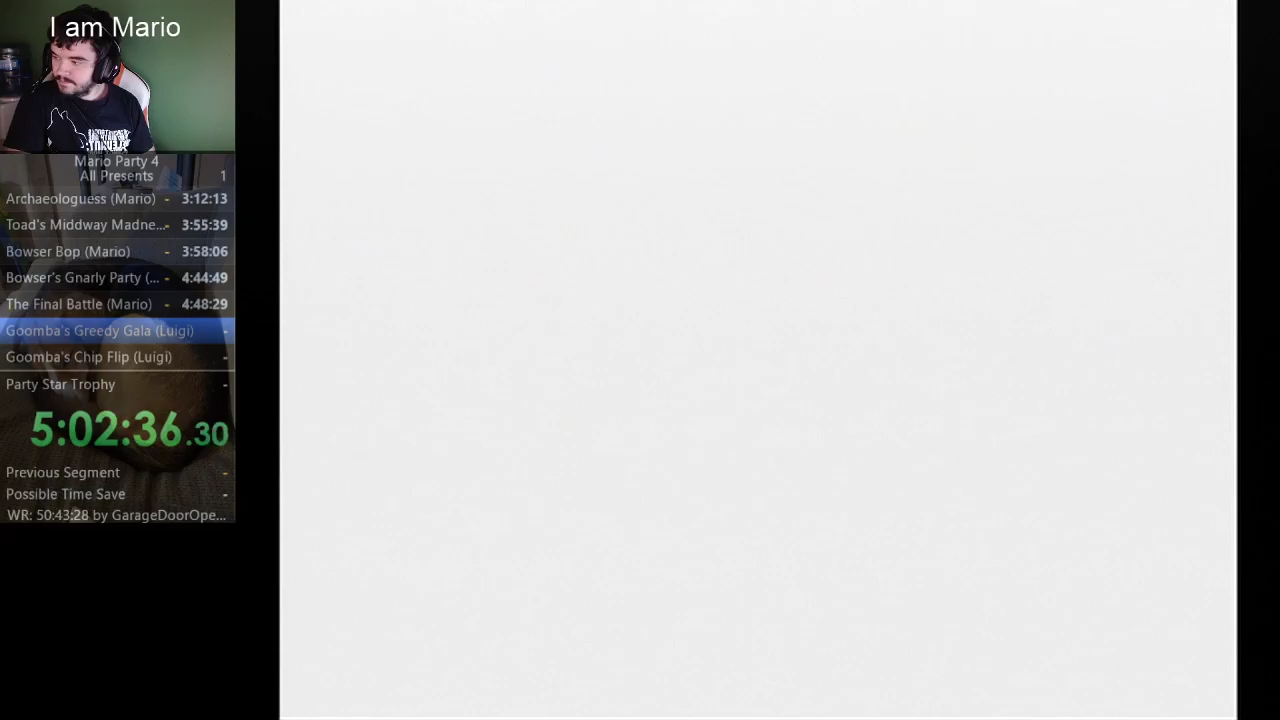 I am Mario
Mario Party 4
All Presents 1
Archaeologuess (Mario) - 3:12:13
Toad's Middway Madne... - 3:55:39
Bowser Bop (Mario) - 3:58:06
Bowser's Gnarly Party (... - 4:44:49
The Final Battle (Mario) - 4:48:29
Goomba's Greedy Gala (Luigi) -
Goomba's Chip Flip (Luigi) -
Party Star Trophy -
5:02:36.30
Previous Segment -
Possible Time Save -
WR: 50:43:28 by GarageDoorOpe...